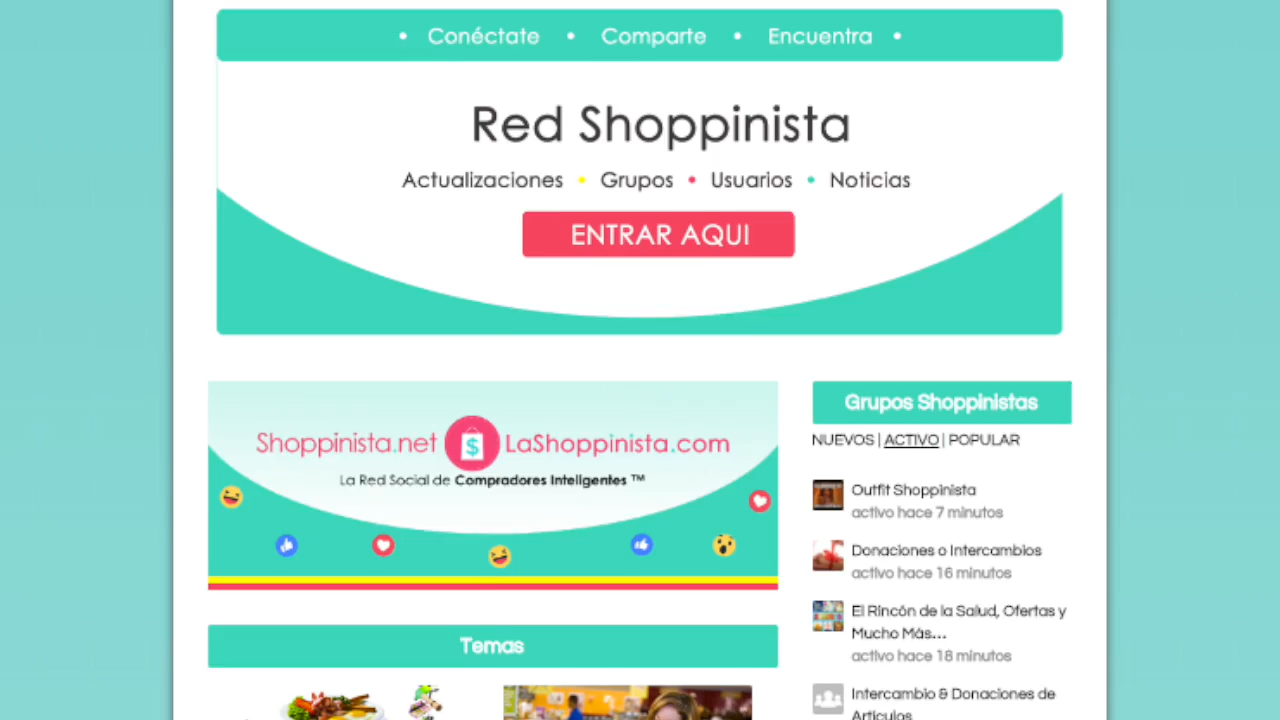 • Conéctate • Comparte • Encuentra •
Red Shoppinista
Actualizaciones • Grupos • Usuarios • Noticias
ENTRAR AQUI
Shoppinista.net $ LaShoppinista.com
La Red Social de Compradores Inteligentes ™
Temas
Grupos Shoppinistas
NUEVOS | ACTIVO | POPULAR
Outfit Shoppinista
activo hace 7 minutos
Donaciones o Intercambios
activo hace 16 minutos
El Rincón de la Salud, Ofertas y
Mucho Más...
activo hace 18 minutos
Intercambio & Donaciones de
Artículos